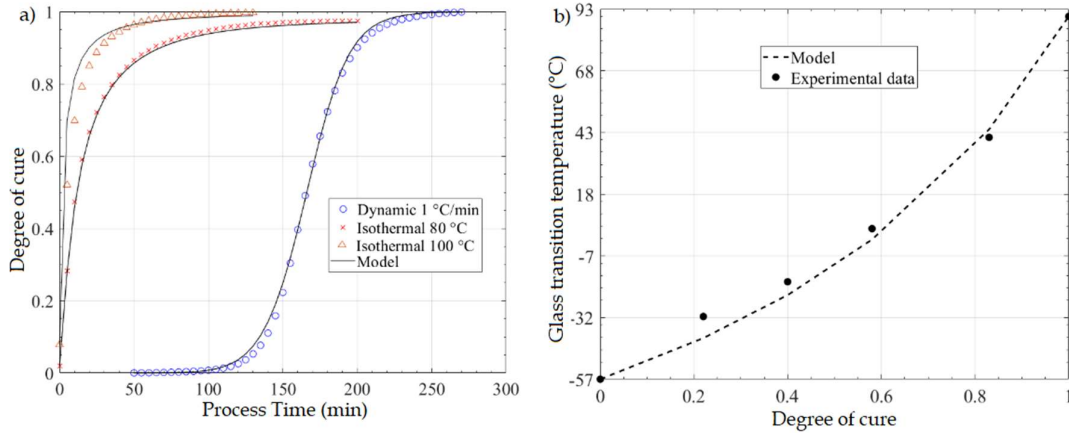 a)
Degree of cure
1
0.8
0.6
0.4
0.2
0
0 50 100 150 200 250 300
Process Time (min)
Dynamic 1 °C/min
Isothermal 80 °C
Isothermal 100 °C
Model
b)
Glass transition temperature (°C)
93
68
43
18
-7
-32
-57
0 0.2 0.4 0.6 0.8 1
Degree of cure
Model
Experimental data